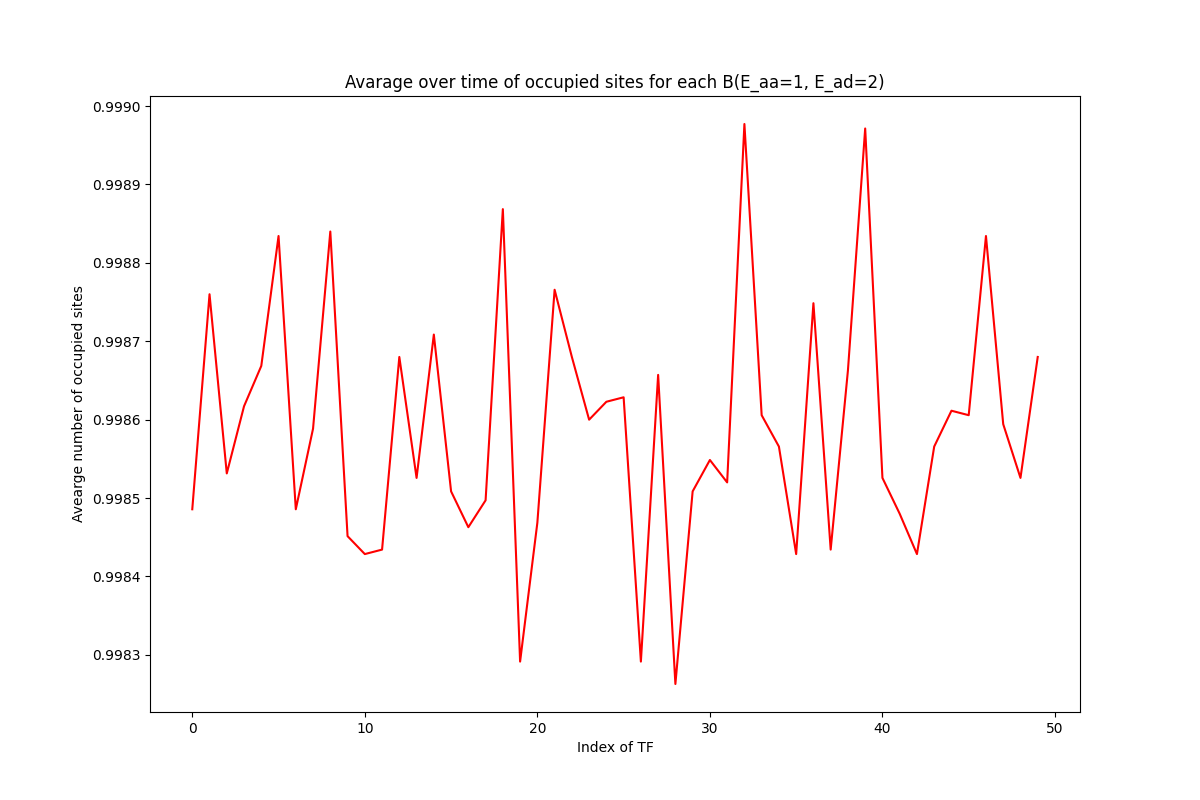 Avarage over time of occupied sites for each B(E_aa=1, E_ad=2)
0.9990
0.9989
0.9988
0.9987
0.9986
0.9985
0.9984
0.9983
Avearge number of occupied sites
0 10 20 30 40 50
Index of TF